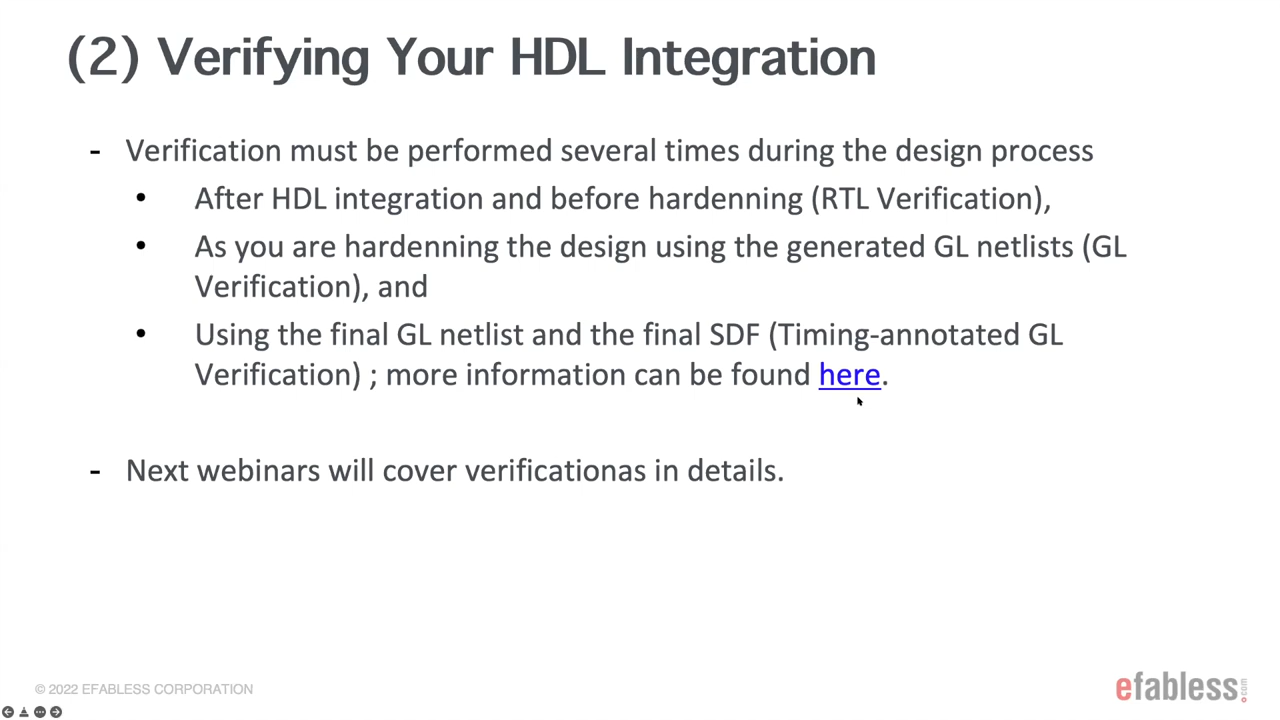 (2) Verifying Your HDL Integration
- Verification must be performed several times during the design process
• After HDL integration and before hardenning (RTL Verification),
• As you are hardenning the design using the generated GL netlists (GL
Verification), and
• Using the final GL netlist and the final SDF (Timing-annotated GL
Verification) ; more information can be found here.
- Next webinars will cover verificationas in details.
© 2022 EFABLESS CORPORATION
efabless.com